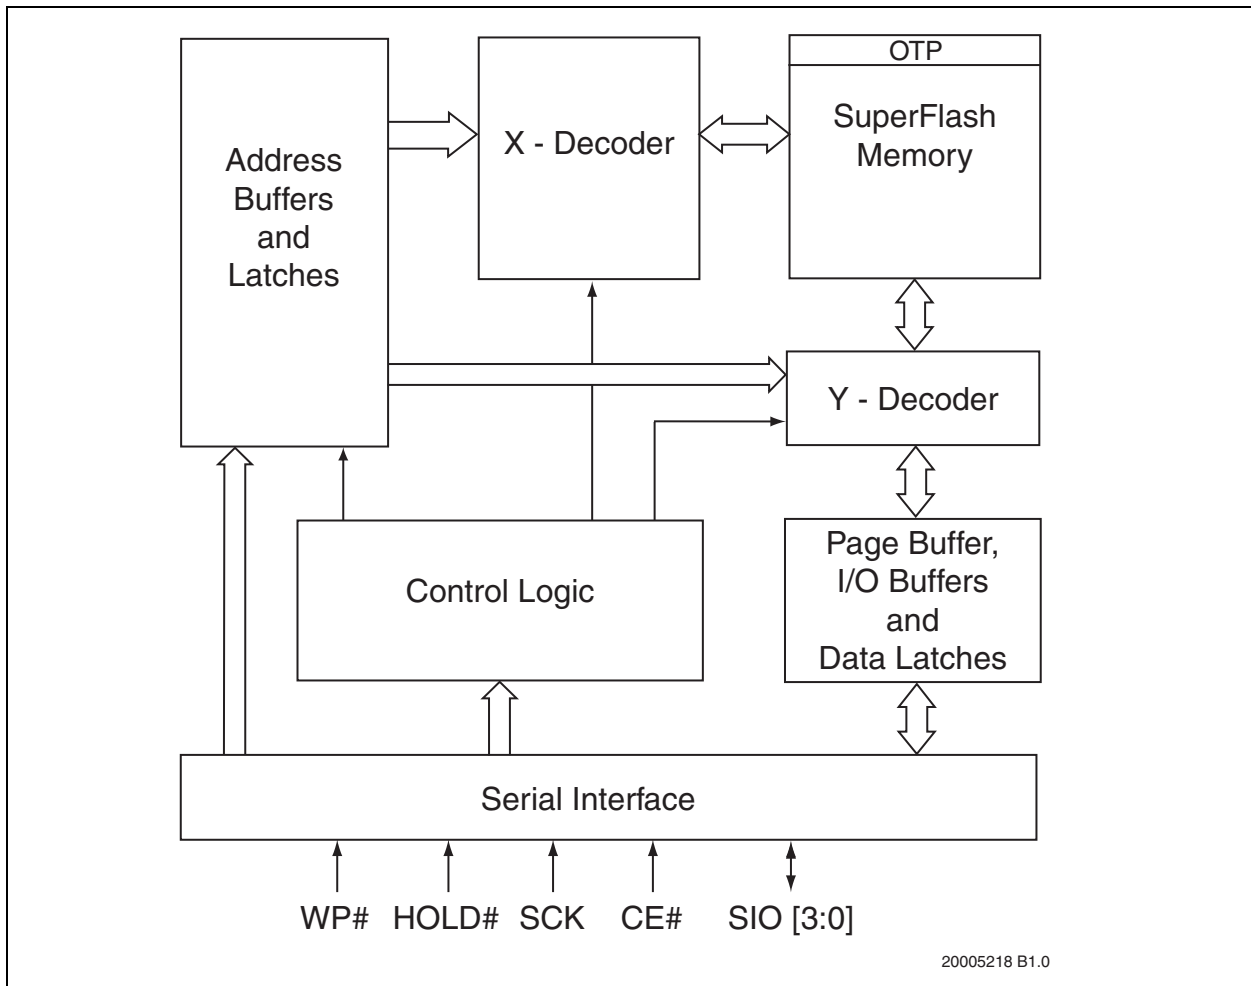 OTP
SuperFlash
Memory
X - Decoder
Address
Buffers
and
Latches
Y - Decoder
Page Buffer,
I/O Buffers
and
Data Latches
Control Logic
Serial Interface
WP# HOLD# SCK CE# SIO [3:0]
20005218 B1.0